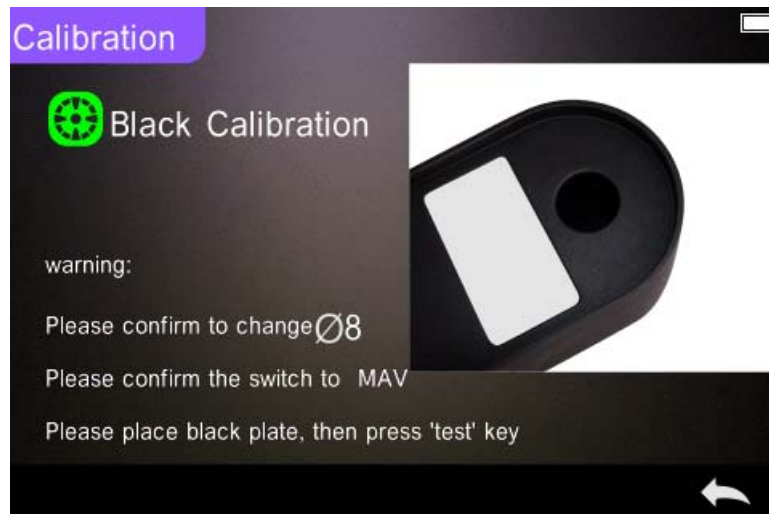 Calibration
Black Calibration
warning:
Please confirm to change Ø8
Please confirm the switch to MAV
Please place black plate, then press 'test' key